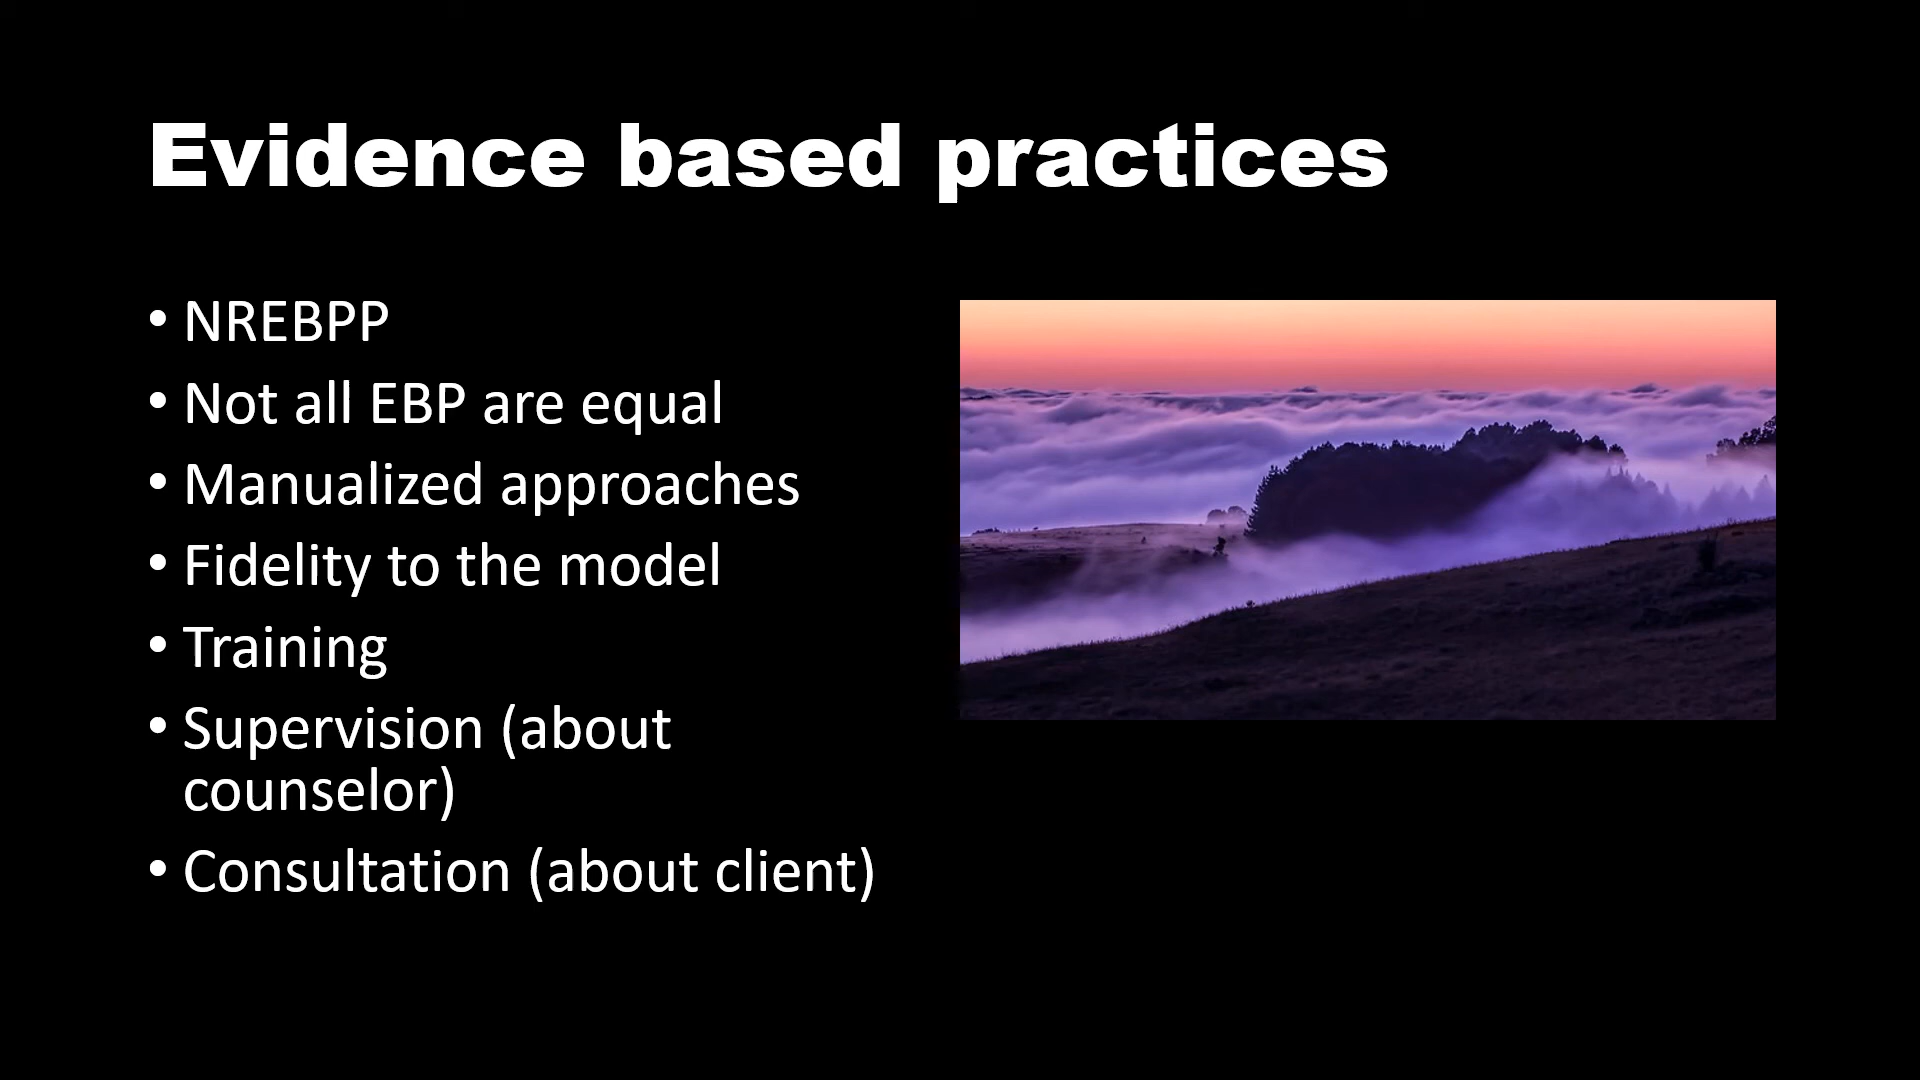 Evidence based practices
• NREBPP
• Not all EBP are equal
• Manualized approaches
• Fidelity to the model
• Training
• Supervision (about
counselor)
• Consultation (about client)